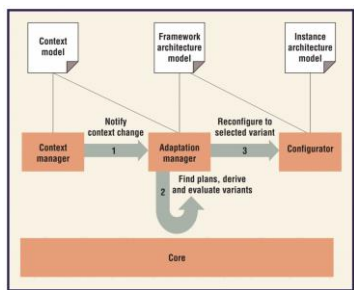 Context
model
Framework
architecture
model
Instance
architecture
model
Notify
context change
Reconfigure to
selected variant
Context
manager
1
Adaptation
manager
3
Configurator
2
Find plans, derive
and evaluate variants
Core